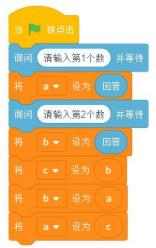 当 被点击
询问 请输入第1个数 并等待
将 a 设为 回答
询问 请输入第2个数 并等待
将 b 设为 回答
将 c 设为 b
将 b 设为 a
将 a 设为 c